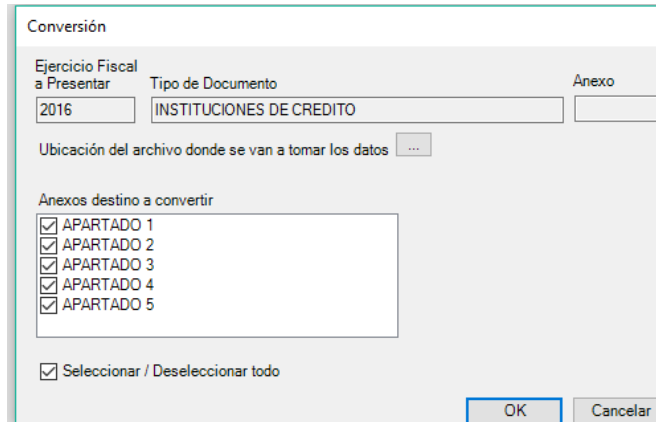 Conversión
Ejercicio Fiscal
a Presentar
Tipo de Documento
Anexo
2016
INSTITUCIONES DE CREDITO
Ubicación del archivo donde se van a tomar los datos ...
Anexos destino a convertir
APARTADO 1
APARTADO 2
APARTADO 3
APARTADO 4
APARTADO 5
Seleccionar / Deseleccionar todo
OK
Cancelar